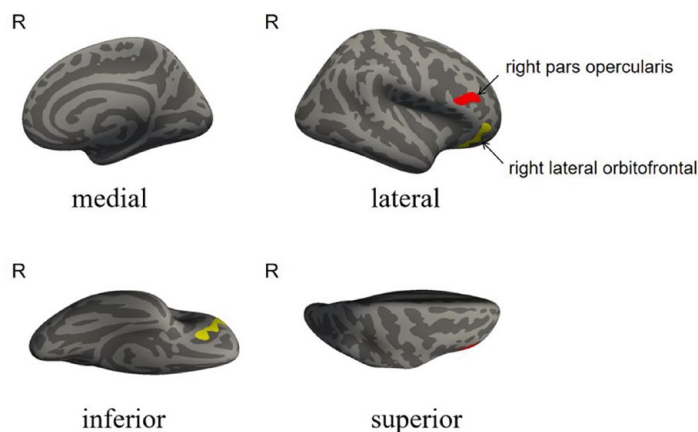 R
R
right pars opercularis
right lateral orbitofrontal
medial
lateral
R
R
inferior
superior